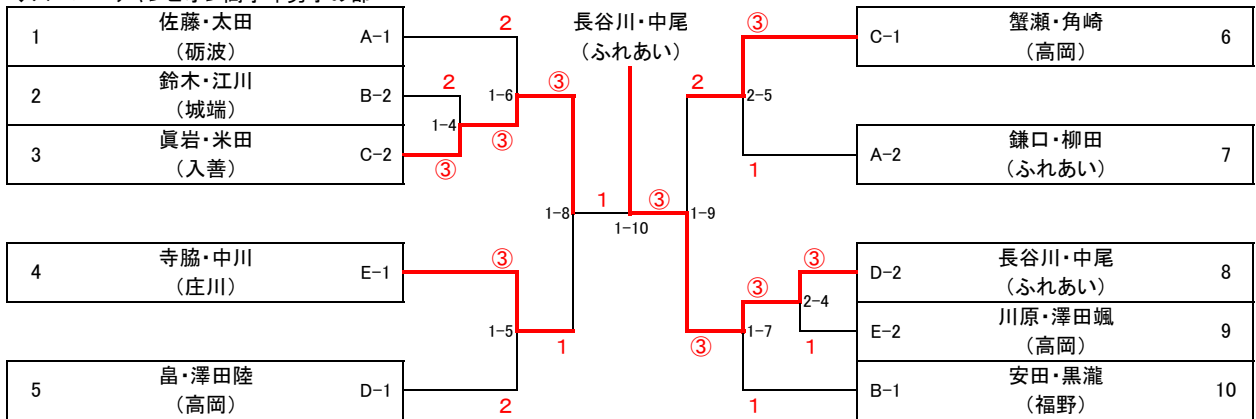 1 佐藤・太田 A-1
(砺波)
2 鈴木・江川 B-2
(城端)
3 眞岩・米田 C-2
(入善)
4 寺脇・中川 E-1
(庄川)
5 畠・澤田陸 D-1
(高岡)
2
2
1-4
③
1-6
③
③
③
1-5
2
1-8
1
長谷川・中尾
(ふれあい)
1
1-10
③
③
2
2-5
1
1-9
③
③
1-7
③
2-4
1
1
C-1 蟹瀬・角崎 6
(高岡)
A-2 鎌口・柳田 7
(ふれあい)
D-2 長谷川・中尾 8
(ふれあい)
E-2 川原・澤田颯 9
(高岡)
B-1 安田・黒瀧 10
(福野)